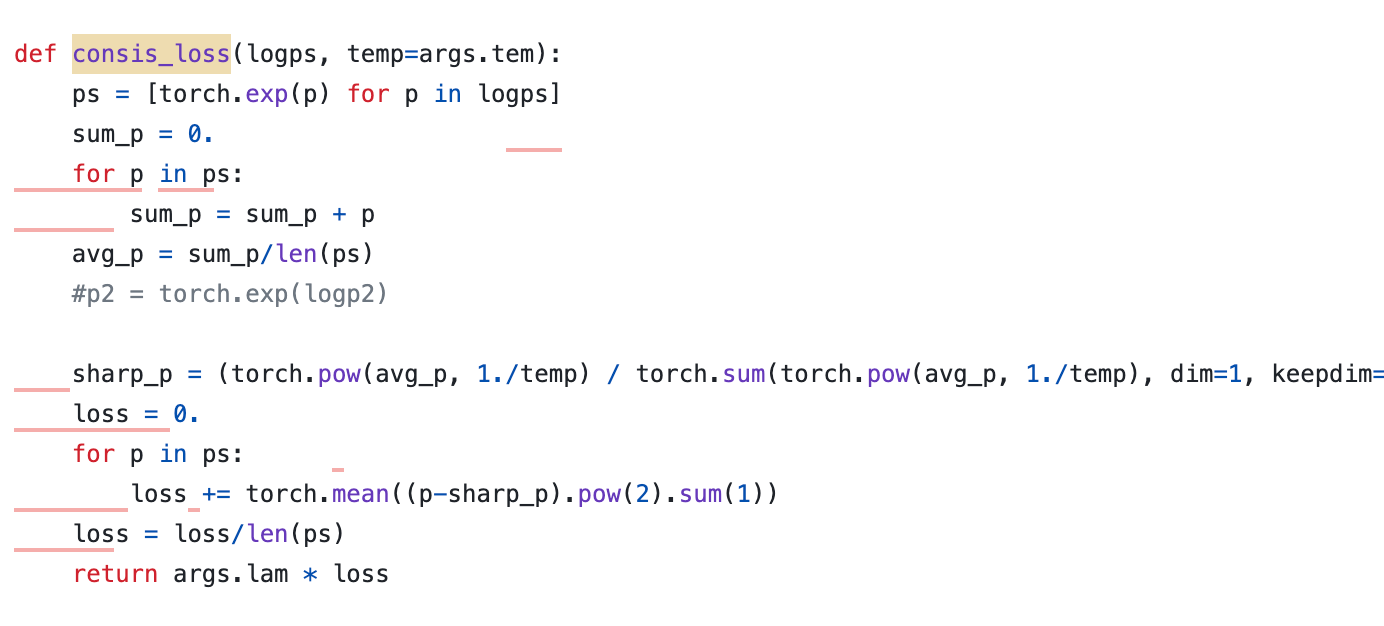 def consis_loss(logps, temp=args.tem):
    ps = [torch.exp(p) for p in logps]
    sum_p = 0.
    for p in ps:
        sum_p = sum_p + p
    avg_p = sum_p/len(ps)
    #p2 = torch.exp(logp2)

    sharp_p = (torch.pow(avg_p, 1./temp) / torch.sum(torch.pow(avg_p, 1./temp), dim=1, keepdim=
    loss = 0.
    for p in ps:
        loss += torch.mean((p-sharp_p).pow(2).sum(1))
    loss = loss/len(ps)
    return args.lam * loss